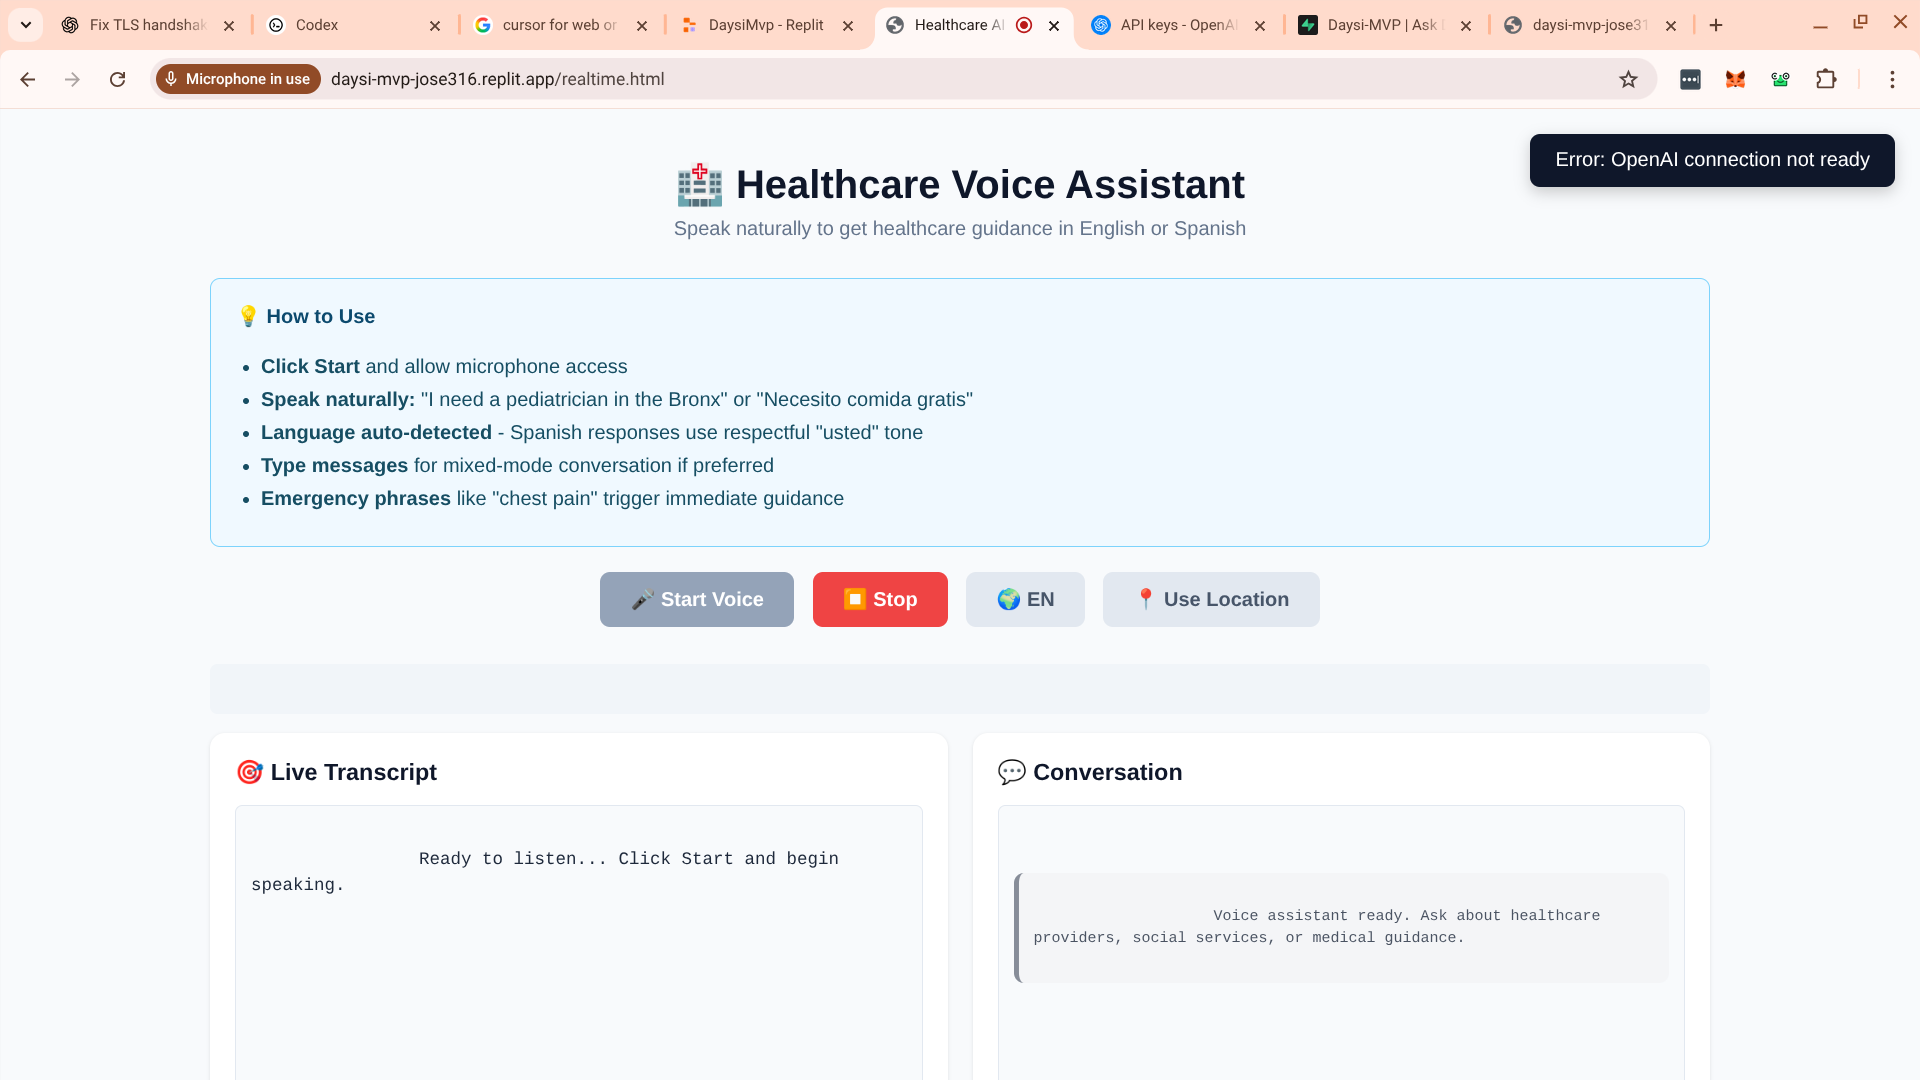 Fix TLS handshak
Codex
cursor for web or
DaysiMvp - Replit
Healthcare AI
API keys - OpenAI
Daysi-MVP | Ask
daysi-mvp-jose316
Microphone in use
daysi-mvp-jose316.replit.app/realtime.html
Error: OpenAI connection not ready
🏥 Healthcare Voice Assistant
Speak naturally to get healthcare guidance in English or Spanish
💡 How to Use
• Click Start and allow microphone access
• Speak naturally: "I need a pediatrician in the Bronx" or "Necesito comida gratis"
• Language auto-detected - Spanish responses use respectful "usted" tone
• Type messages for mixed-mode conversation if preferred
• Emergency phrases like "chest pain" trigger immediate guidance
🎤 Start Voice
⏹️ Stop
🌍 EN
📍 Use Location
🎯 Live Transcript
Ready to listen... Click Start and begin
speaking.
💬 Conversation
Voice assistant ready. Ask about healthcare
providers, social services, or medical guidance.